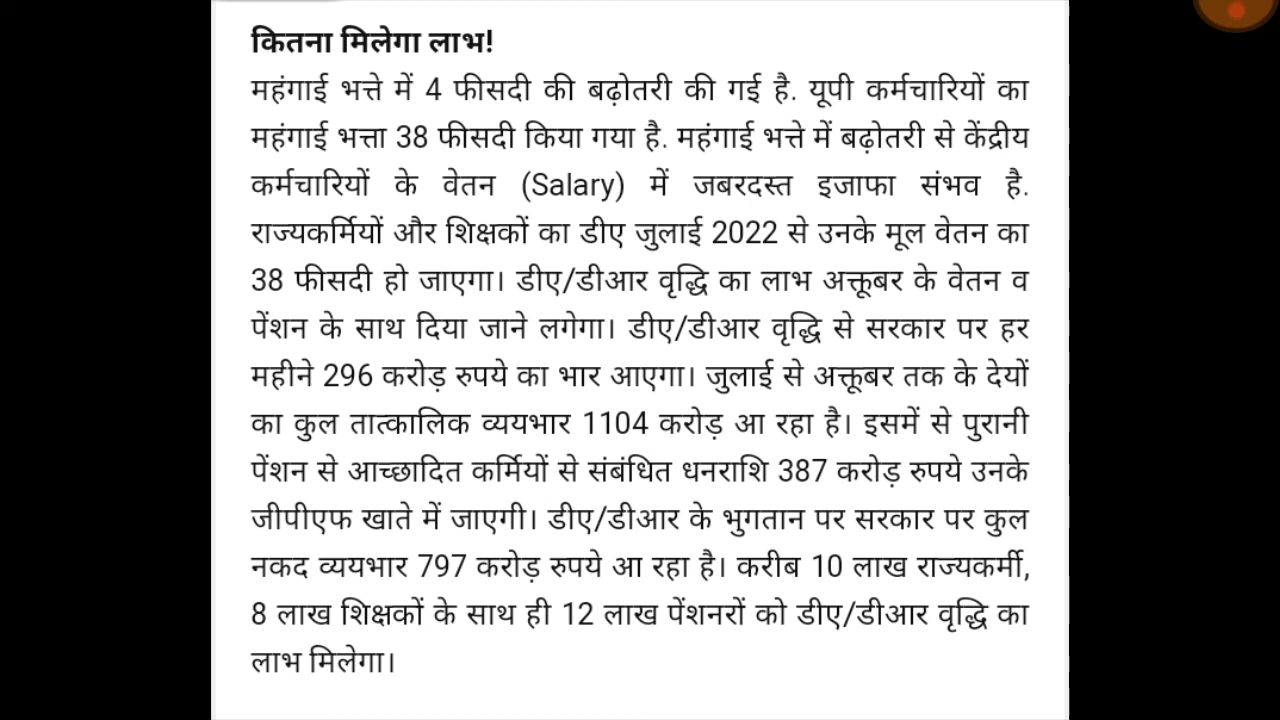 कितना मिलेगा लाभ!
महंगाई भत्ते में 4 फीसदी की बढ़ोतरी की गई है. यूपी कर्मचारियों का
महंगाई भत्ता 38 फीसदी किया गया है. महंगाई भत्ते में बढ़ोतरी से केंद्रीय
कर्मचारियों के वेतन (Salary) में जबरदस्त इजाफा संभव है.
राज्यकर्मियों और शिक्षकों का डीए जुलाई 2022 से उनके मूल वेतन का
38 फीसदी हो जाएगा। डीए/डीआर वृद्धि का लाभ अक्तूबर के वेतन व
पेंशन के साथ दिया जाने लगेगा। डीए/डीआर वृद्धि से सरकार पर हर
महीने 296 करोड़ रुपये का भार आएगा। जुलाई से अक्तूबर तक के देयों
का कुल तात्कालिक व्ययभार 1104 करोड़ आ रहा है। इसमें से पुरानी
पेंशन से आच्छादित कर्मियों से संबंधित धनराशि 387 करोड़ रुपये उनके
जीपीएफ खाते में जाएगी। डीए/डीआर के भुगतान पर सरकार पर कुल
नकद व्ययभार 797 करोड़ रुपये आ रहा है। करीब 10 लाख राज्यकर्मी,
8 लाख शिक्षकों के साथ ही 12 लाख पेंशनरों को डीए/डीआर वृद्धि का
लाभ मिलेगा।